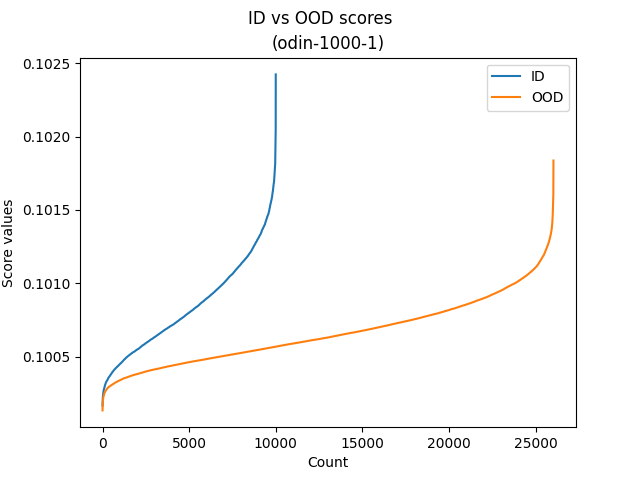 ID vs OOD scores
(odin-1000-1)
ID
OOD
Score values
0.1025
0.1020
0.1015
0.1010
0.1005
0
5000
10000
15000
20000
25000
Count